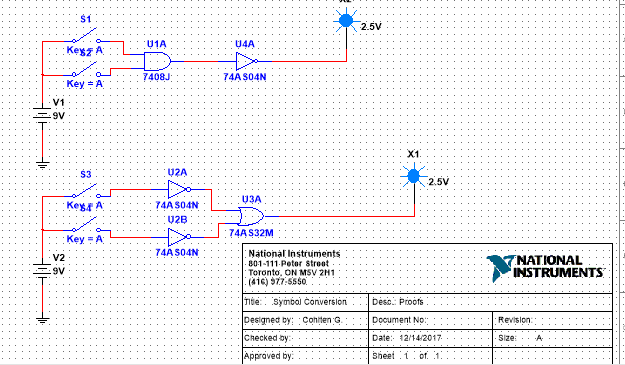 X2
S1
2.5V
U1A
U4A
Key = A
S2
7408J
74AS04N
Key = A
V1
9V
X1
S3
U2A
2.5V
U3A
Key = A
74AS04N
S4
U2B
Key = A
74AS32M
74AS04N
V2
9V
National Instruments
801-111 Peter Street
Toronto, ON M5V 2H1
(416) 977-5550
NATIONAL
INSTRUMENTS
Title: Symbol Conversion Desc.: Proofs
Designed by: Cohlten G. Document No: Revision:
Checked by: Date: 12/14/2017 Size: A
Approved by: Sheet 1 of 1